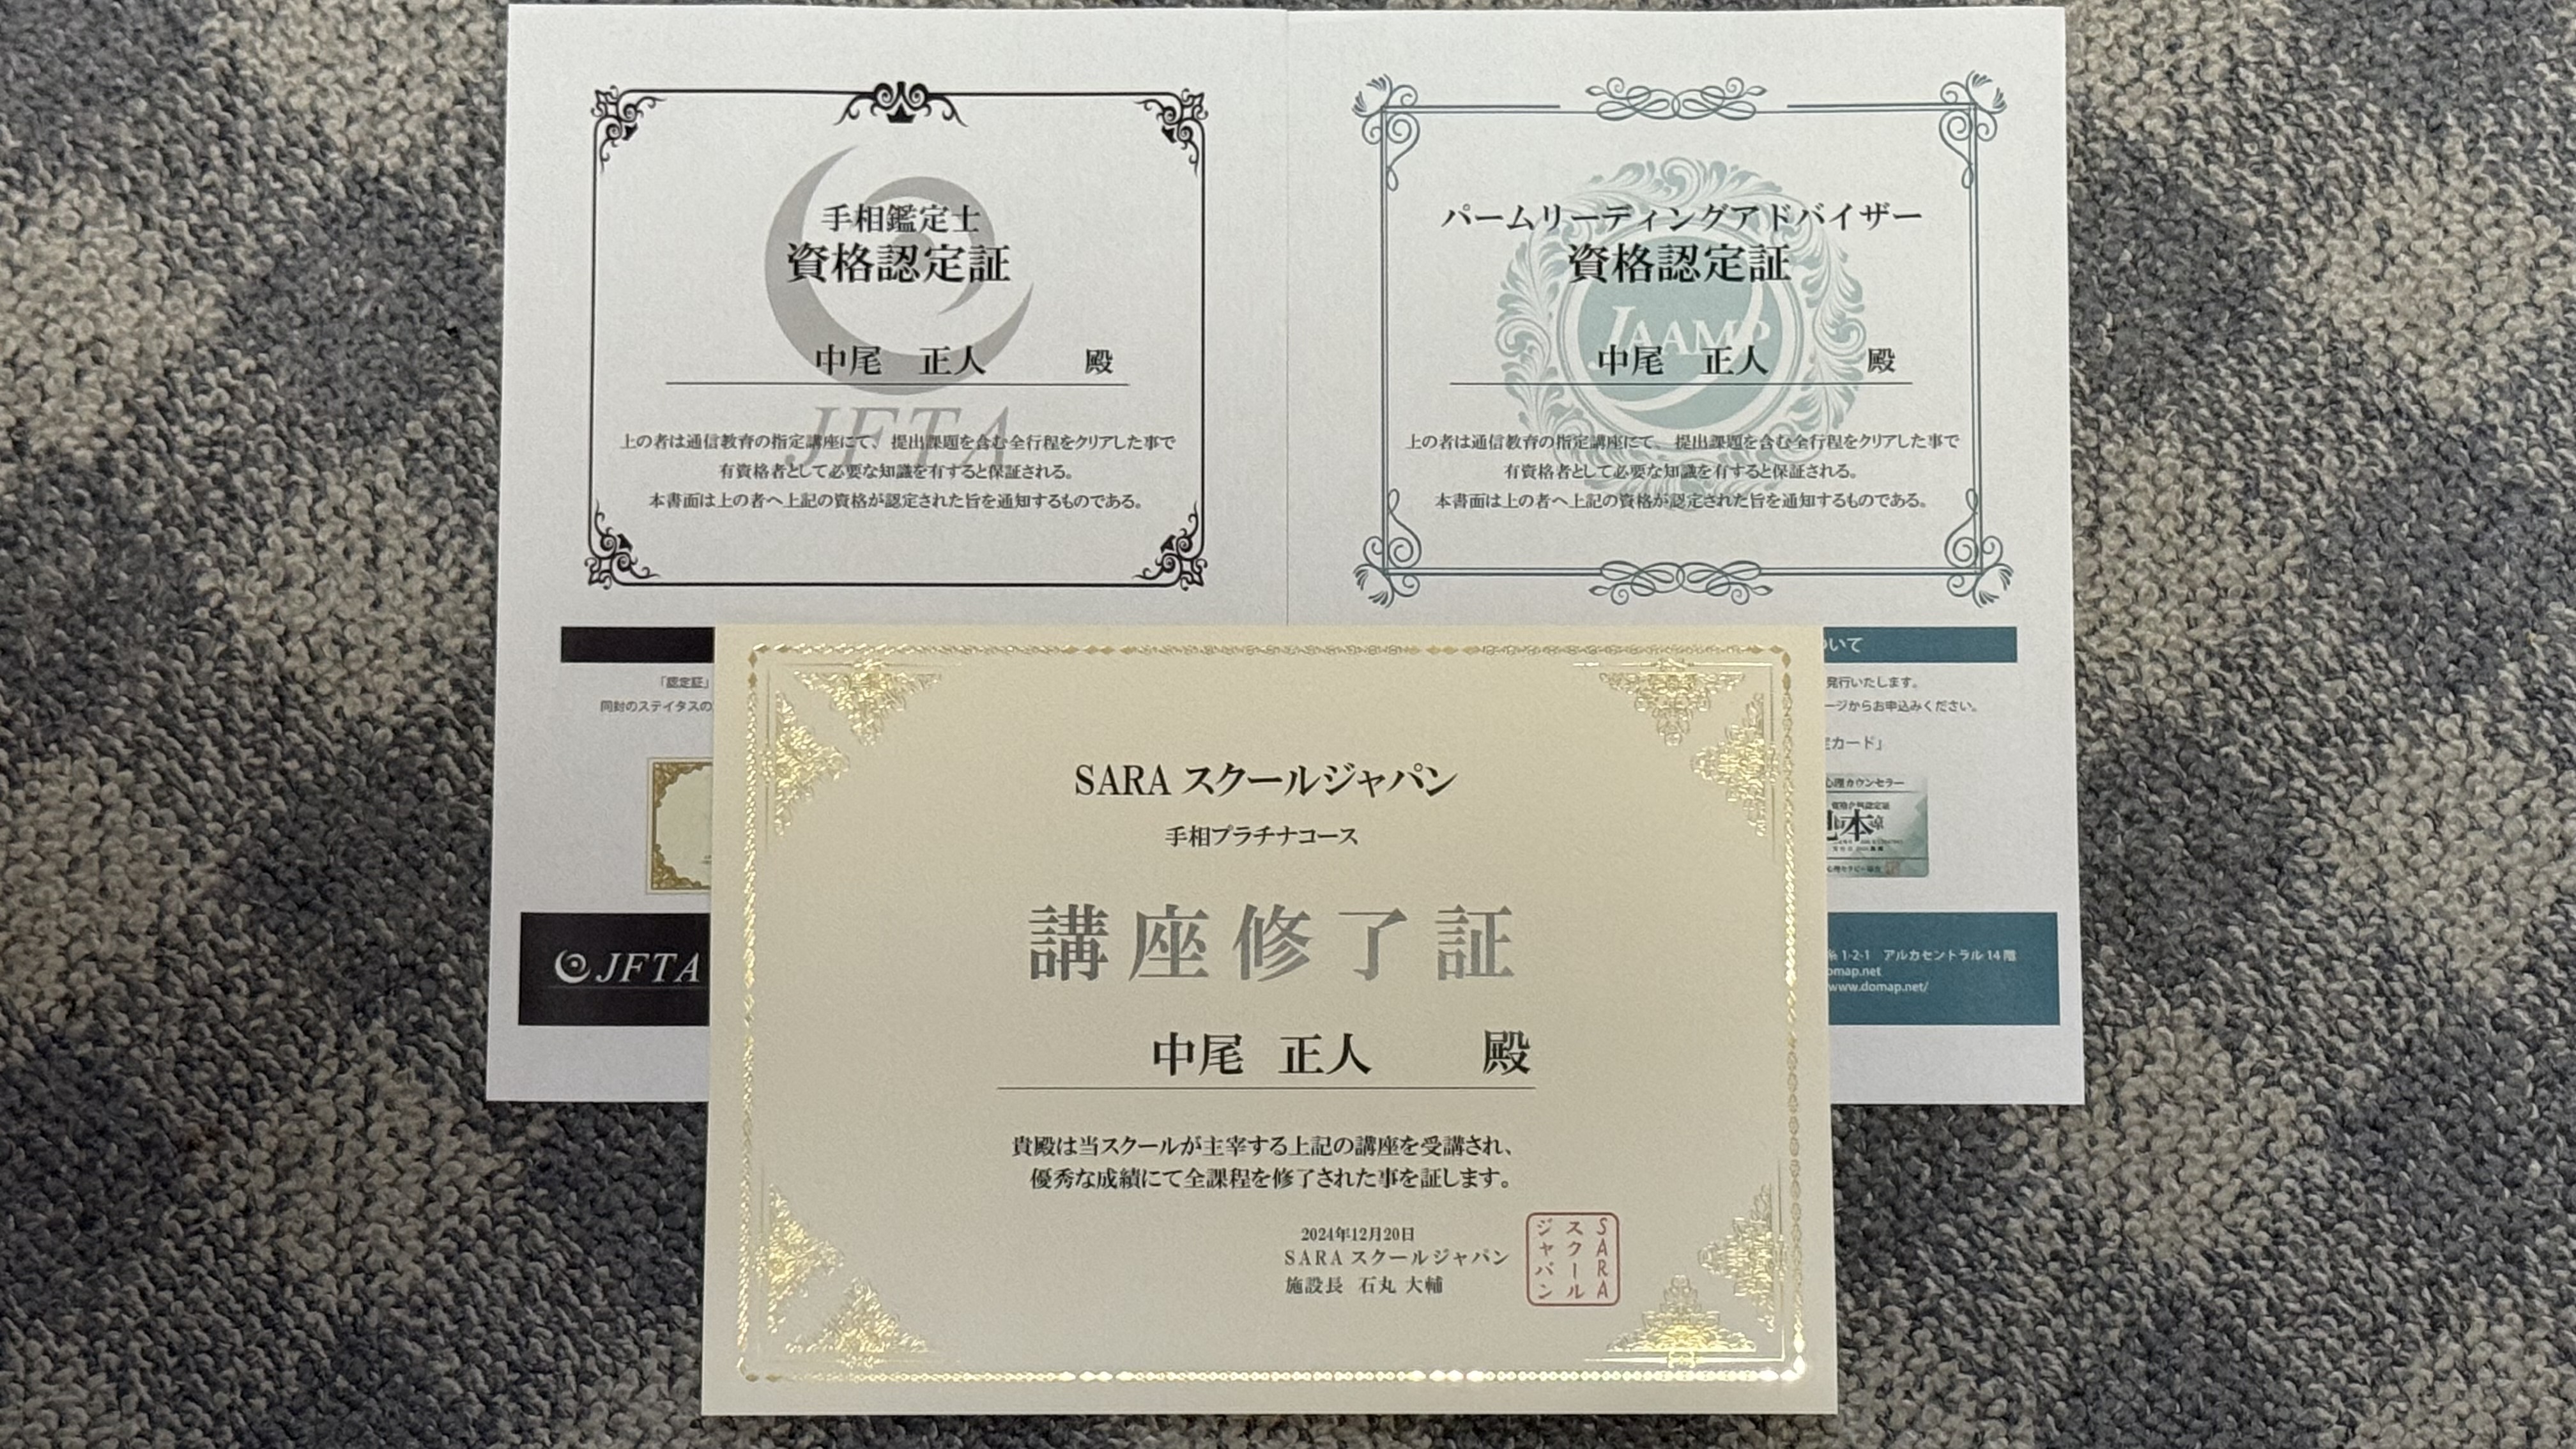 手相鑑定士
資格認定証
中尾 正人 殿
JFTA
上の者は通信教育の指定講座にて、提出課題を含む全行程をクリアした事で
有資格者として必要な知識を有すると保証される。
本書面は上の者へ上記の資格が認定された旨を通知するものである。
「認定証」
同封のステイタスの
JFTA
パームリーディングアドバイザー
資格認定証
JAAMP
中尾 正人 殿
上の者は通信教育の指定講座にて、提出課題を含む全行程をクリアした事で
有資格者として必要な知識を有すると保証される。
本書面は上の者へ上記の資格が認定された旨を通知するものである。
ついて
発行いたします。
ージからお申込みください。
定カード」
心理カウンセラー
見本
1-2-1 アルカセントラル 14 階
omap.net
www.domap.net/
SARA スクールジャパン
手相プラチナコース
講座修了証
中尾 正人 殿
貴殿は当スクールが主宰する上記の講座を受講され、
優秀な成績にて全課程を修了された事を証します。
2024年12月20日
SARA スクールジャパン
施設長 石丸 大輔
SARA
スクール
ジャパン